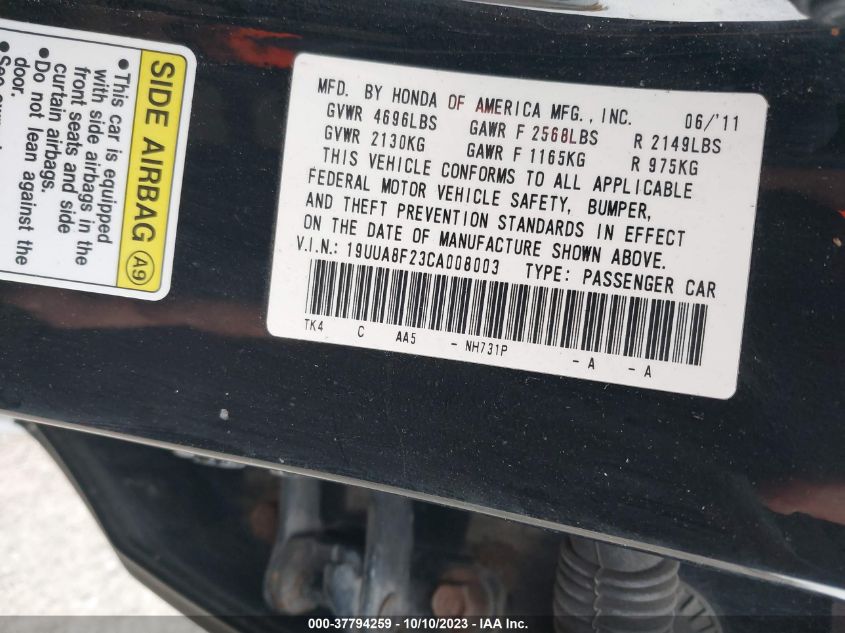 SIDE AIRBAG A9
•This car is equipped
with side airbags in the
front seats and side
curtain airbags.
•Do not lean against the
door.
MFD. BY HONDA OF AMERICA MFG., INC. 06/'11
GVWR 4696LBS GAWR F 2568LBS R 2149LBS
GVWR 2130KG GAWR F 1165KG R 975KG
THIS VEHICLE CONFORMS TO ALL APPLICABLE
FEDERAL MOTOR VEHICLE SAFETY, BUMPER,
AND THEFT PREVENTION STANDARDS IN EFFECT
ON THE DATE OF MANUFACTURE SHOWN ABOVE.
V.I.N.: 19UUA8F23CA008003 TYPE: PASSENGER CAR
TK4 C AA5 - NH731P - A - A
000-37794259 - 10/10/2023 - IAA Inc.